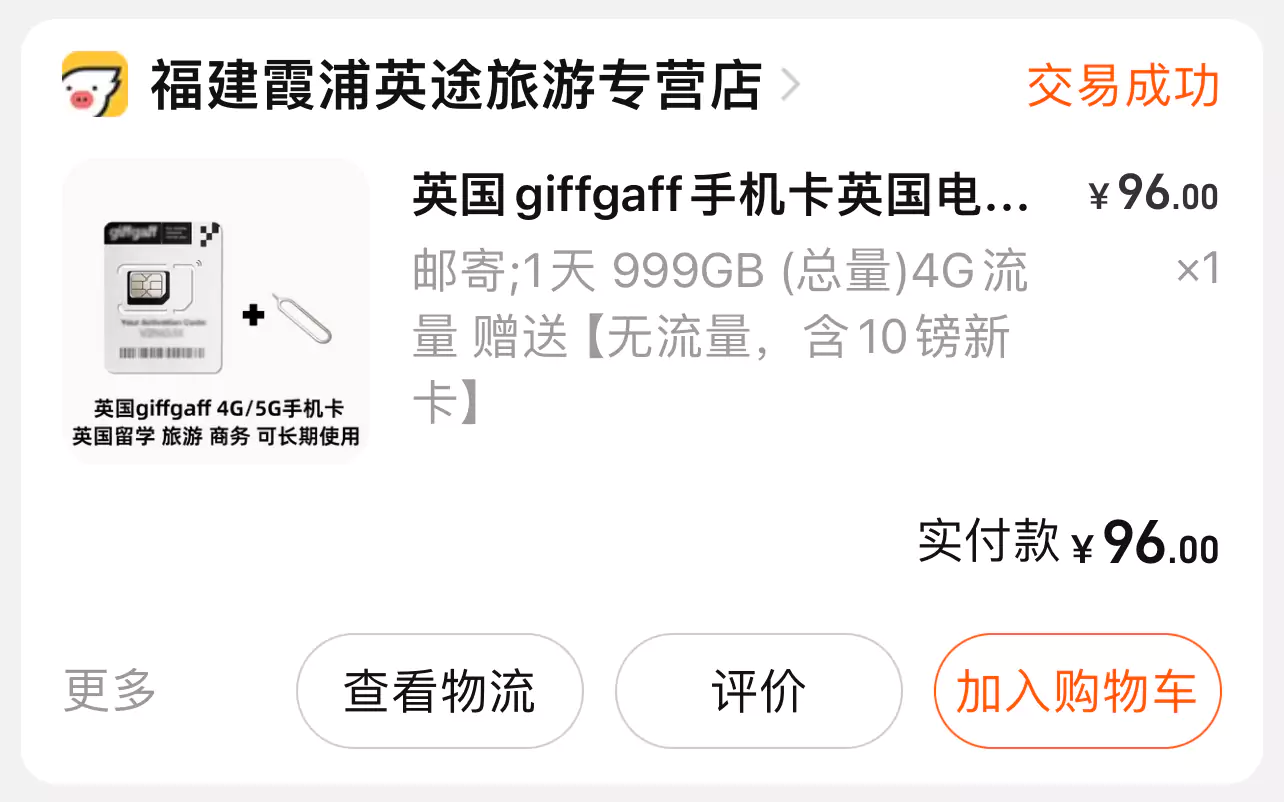 福建霞浦英途旅游专营店
交易成功
giffgaff
Your Activation Code
英国giffgaff 4G/5G手机卡
英国留学 旅游 商务 可长期使用
英国giffgaff手机卡英国电... ¥96.00
邮寄;1天 999GB (总量)4G流 ×1
量 赠送【无流量，含10镑新
卡】
实付款 ¥96.00
更多
查看物流
评价
加入购物车